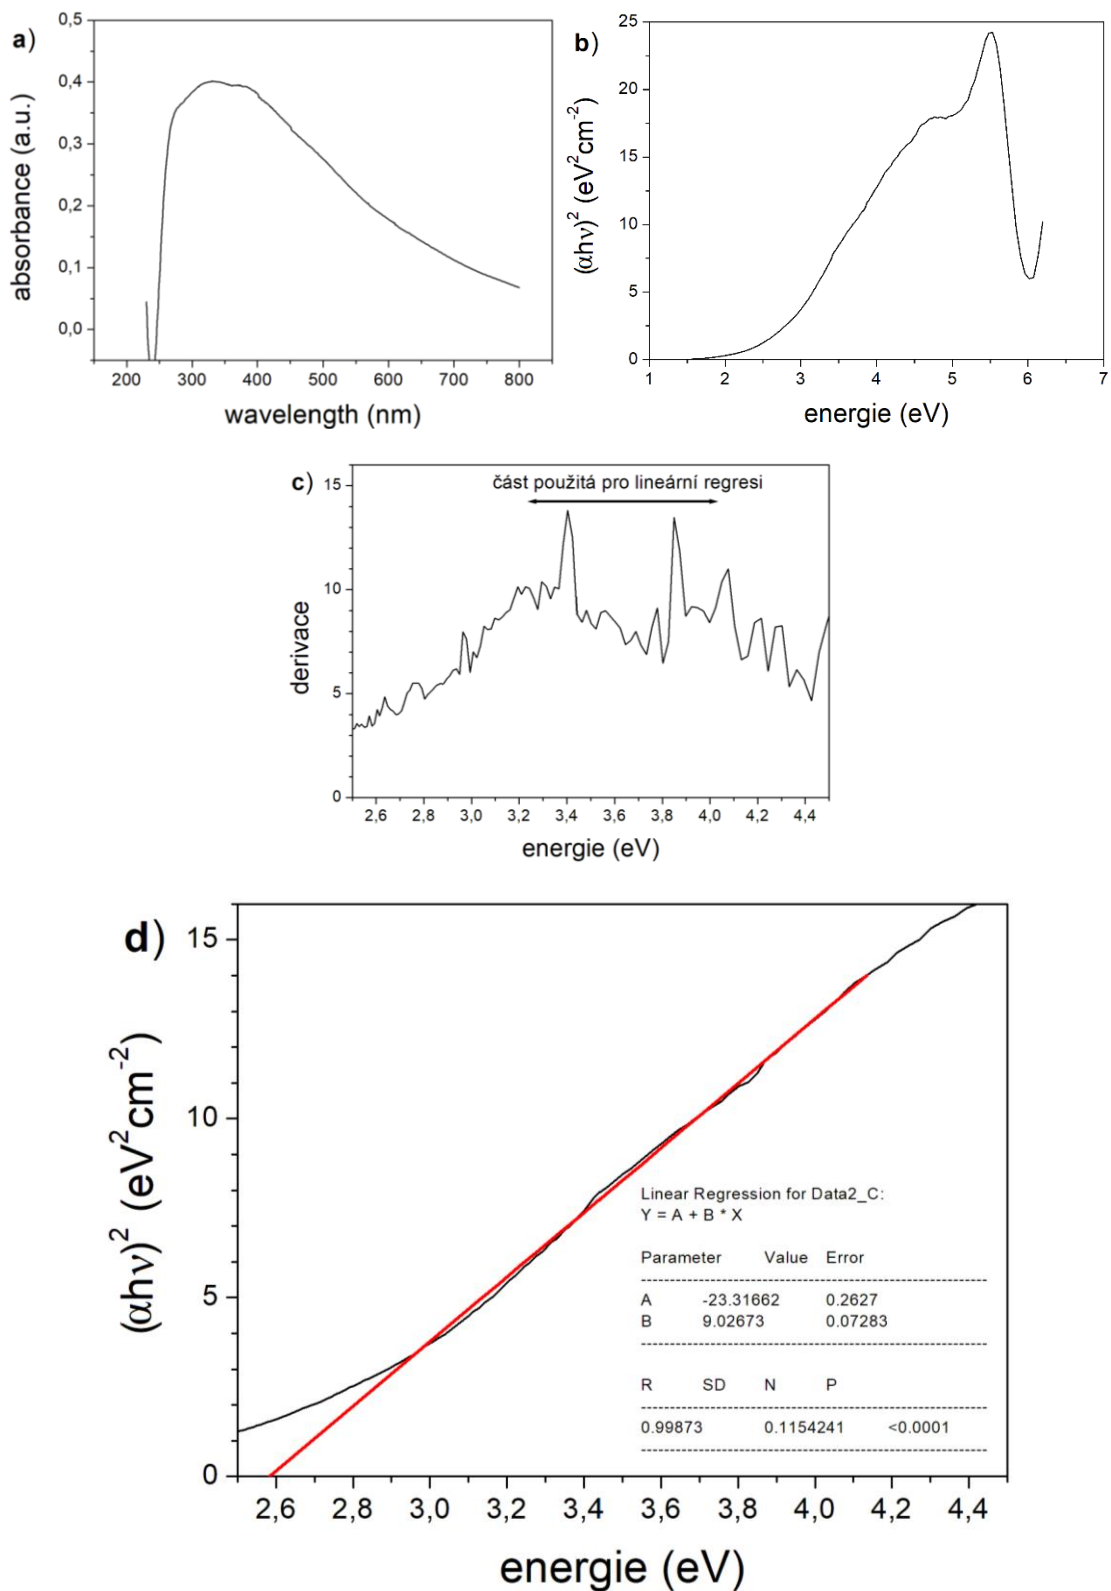 a)
0,5
0,4
0,3
0,2
0,1
0,0
absorbance (a.u.)
200 300 400 500 600 700 800
wavelength (nm)
b)
25
20
15
10
5
0
(αhν)² (eV²cm⁻²)
1 2 3 4 5 6 7
energie (eV)
c)
část použitá pro lineární regresi
15
10
5
0
derivace
2,6 2,8 3,0 3,2 3,4 3,6 3,8 4,0 4,2 4,4
energie (eV)
d)
15
10
5
0
(αhν)² (eV²cm⁻²)
Linear Regression for Data2_C:
Y = A + B * X
Parameter Value Error
------------------------------------------------------------
A -23.31662 0.2627
B 9.02673 0.07283
------------------------------------------------------------
R SD N P
------------------------------------------------------------
0.99873 0.1154241 <0.0001
------------------------------------------------------------
2,6 2,8 3,0 3,2 3,4 3,6 3,8 4,0 4,2 4,4
energie (eV)